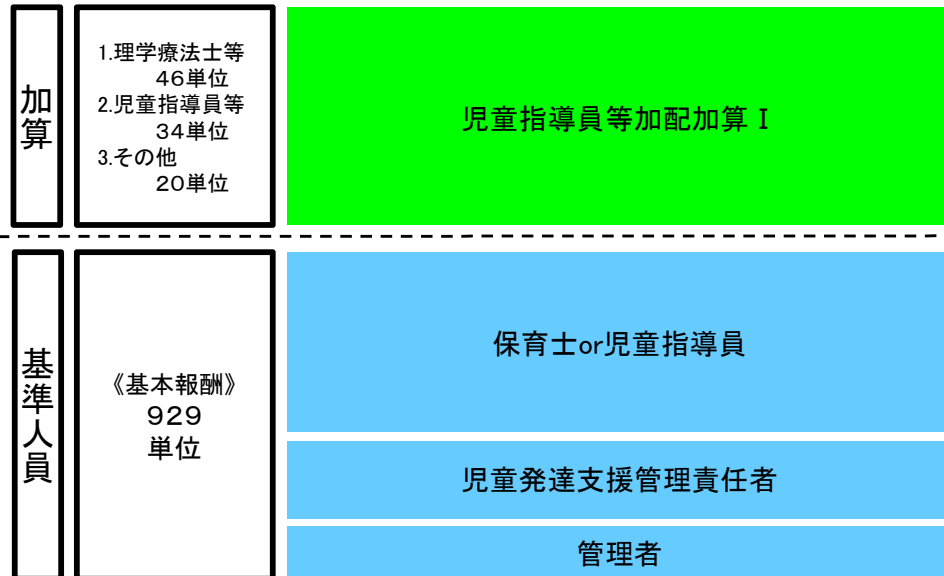 加算
1.理学療法士等
46単位
2.児童指導員等
34単位
3.その他
20単位
児童指導員等加配加算 I
基準人員
《基本報酬》
929
単位
保育士or児童指導員
児童発達支援管理責任者
管理者